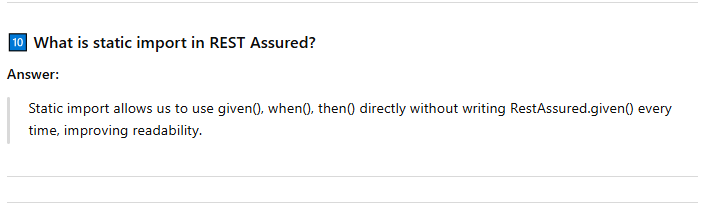 10 What is static import in REST Assured?
Answer:
Static import allows us to use given(), when(), then() directly without writing RestAssured.given() every
time, improving readability.